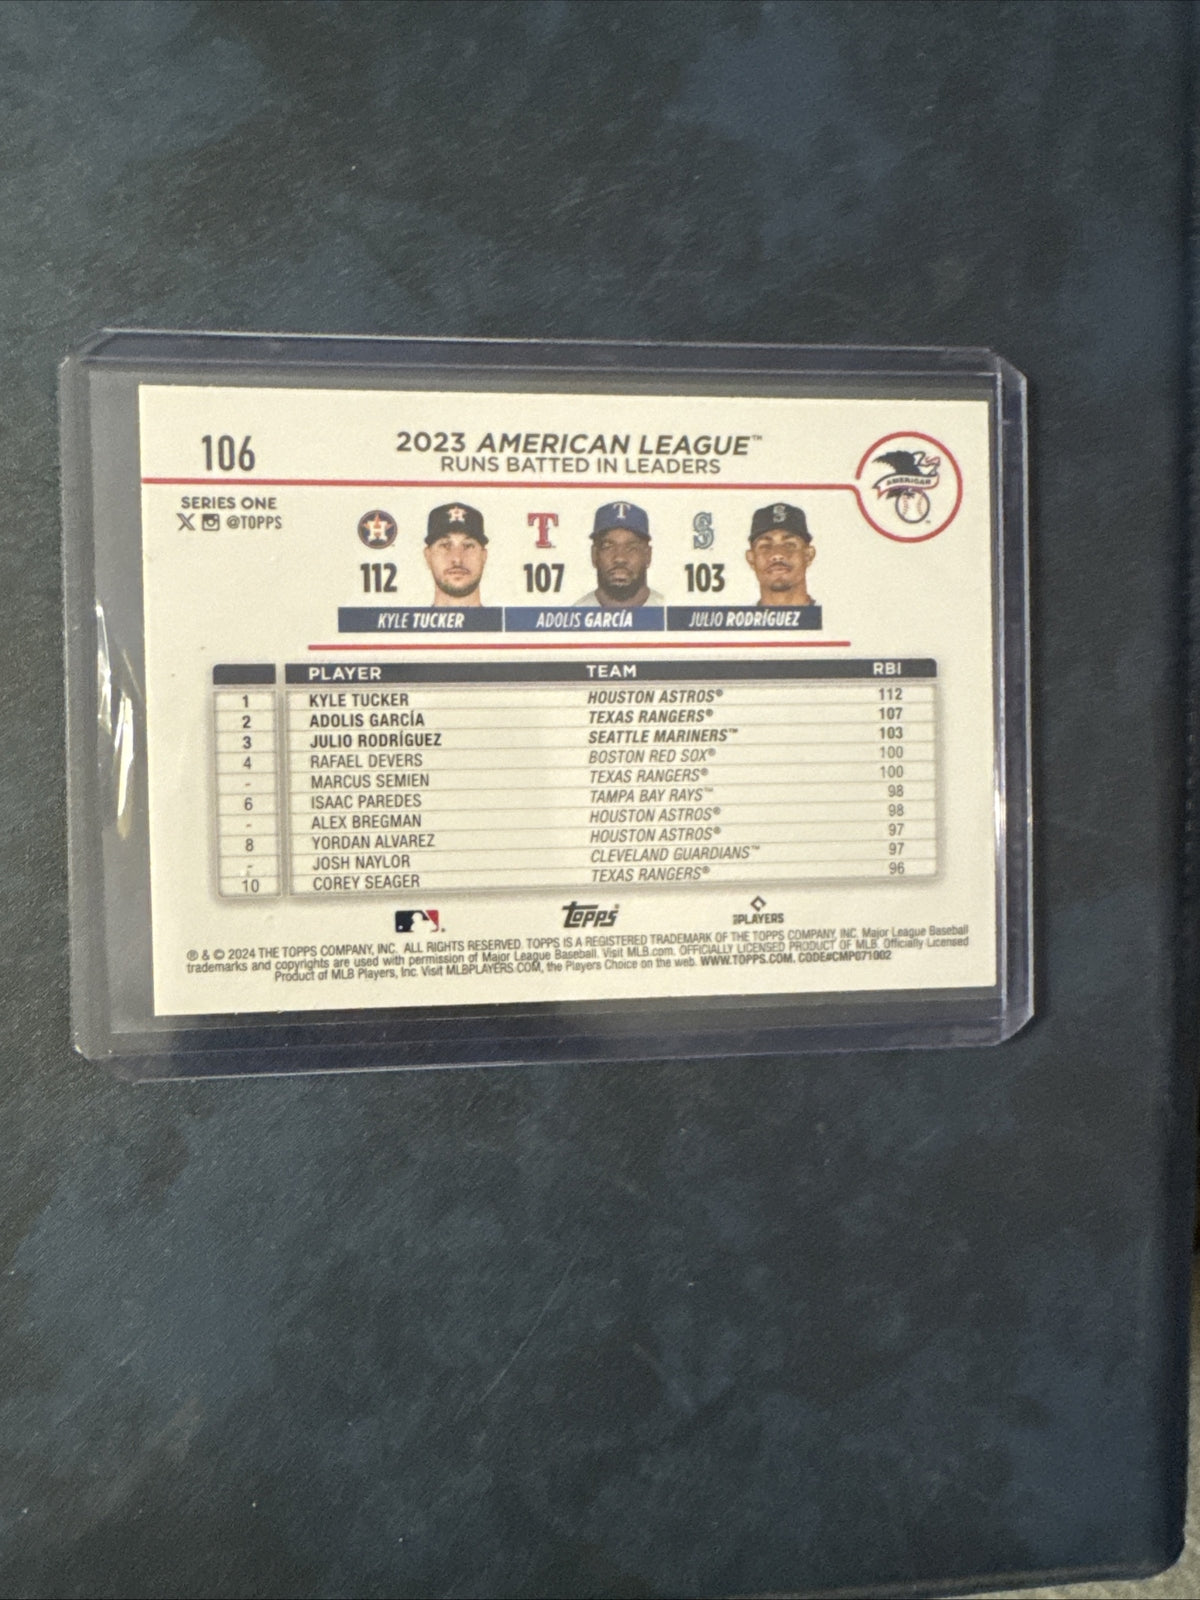 106
2023 AMERICAN LEAGUE™
RUNS BATTED IN LEADERS
AMERICAN
SERIES ONE
@TOPPS
H
T
S
112
107
103
KYLE TUCKER
ADOLIS GARCÍA
JULIO RODRÍGUEZ
PLAYER TEAM RBI
1 KYLE TUCKER HOUSTON ASTROS® 112
2 ADOLIS GARCÍA TEXAS RANGERS® 107
3 JULIO RODRÍGUEZ SEATTLE MARINERS™ 103
4 RAFAEL DEVERS BOSTON RED SOX® 100
- MARCUS SEMIEN TEXAS RANGERS® 100
6 ISAAC PAREDES TAMPA BAY RAYS™ 98
- ALEX BREGMAN HOUSTON ASTROS® 98
8 YORDAN ALVAREZ HOUSTON ASTROS® 97
- JOSH NAYLOR CLEVELAND GUARDIANS™ 97
10 COREY SEAGER TEXAS RANGERS® 96
Topps®
PLAYERS
® & © 2024 THE TOPPS COMPANY, INC. ALL RIGHTS RESERVED. TOPPS IS A REGISTERED TRADEMARK OF THE TOPPS COMPANY, INC. Major League Baseball
trademarks and copyrights are used with permission of Major League Baseball. Visit MLB.com. OFFICIALLY LICENSED PRODUCT OF MLB. Officially Licensed
Product of MLB Players, Inc. Visit MLBPLAYERS.COM, the Players Choice on the web. WWW.TOPPS.COM. CODE#CMP071002